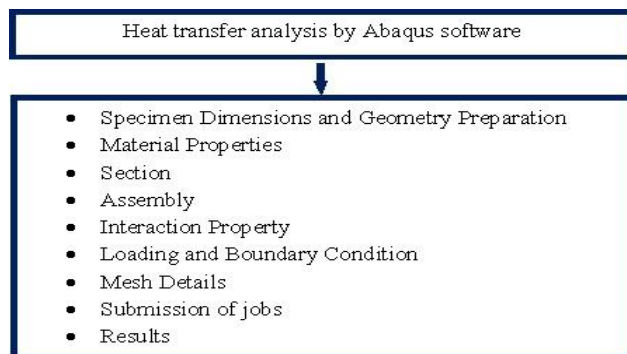 Heat transfer analysis by Abaqus software
• Specimen Dimensions and Geometry Preparation
• Material Properties
• Section
• Assembly
• Interaction Property
• Loading and Boundary Condition
• Mesh Details
• Submission of jobs
• Results